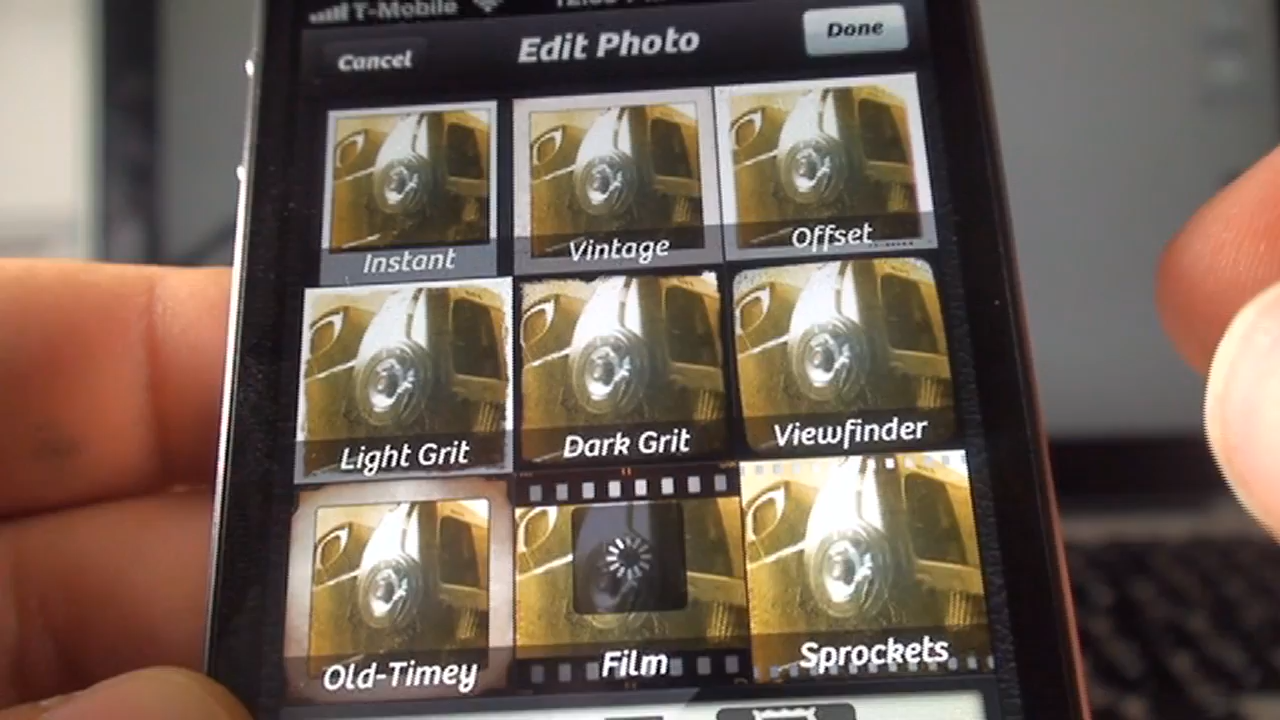 T-Mobile
Cancel
Edit Photo
Done
Instant
Vintage
Offset
Light Grit
Dark Grit
Viewfinder
Old-Timey
Film
Sprockets